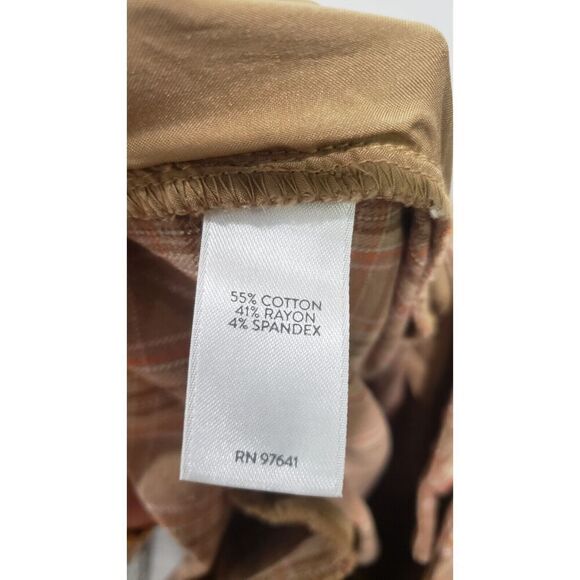 55% COTTON
41% RAYON
4% SPANDEX
RN 97641